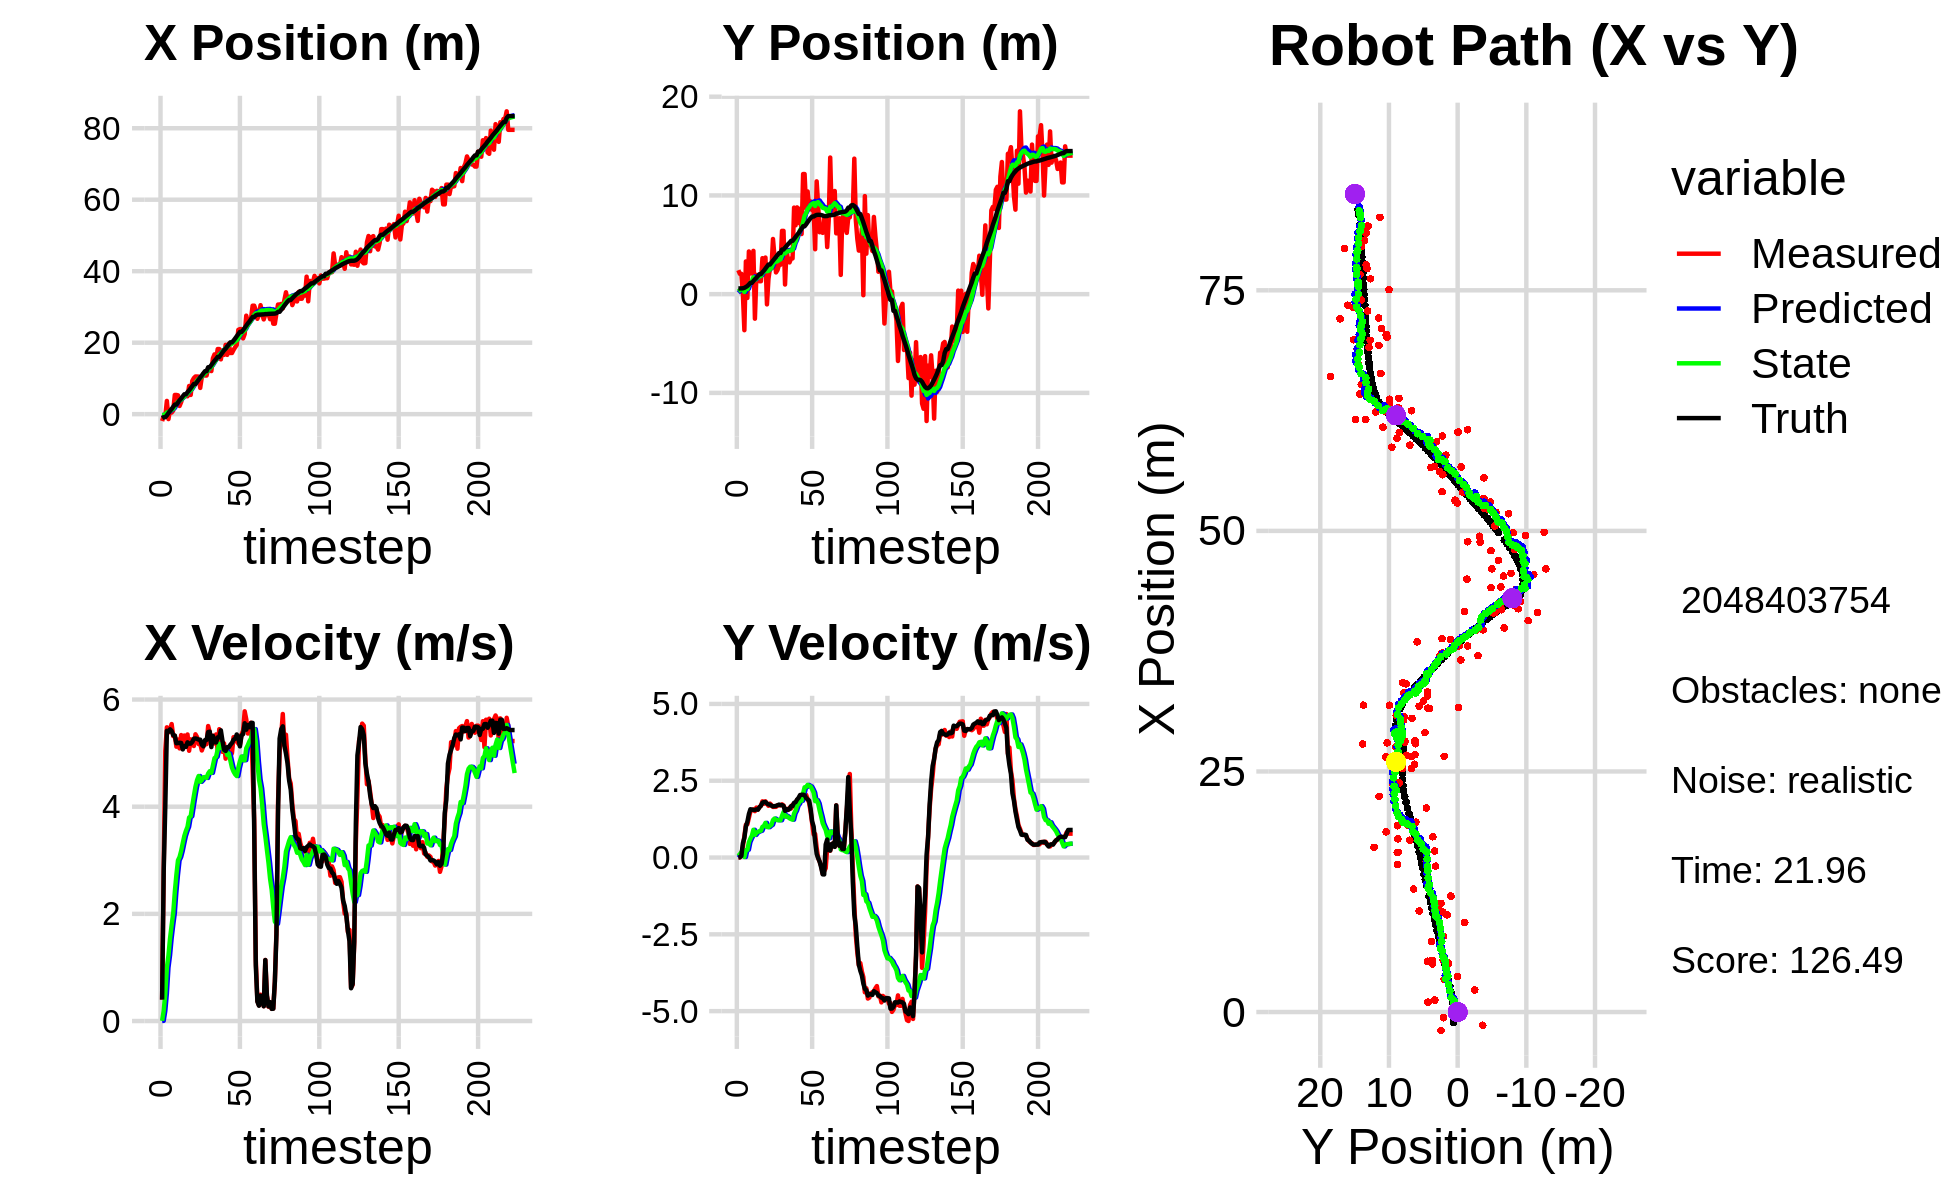 X Position (m)
80
60
40
20
0
0
50
100
150
200
timestep
Y Position (m)
20
10
0
-10
0
50
100
150
200
timestep
X Velocity (m/s)
6
4
2
0
0
50
100
150
200
timestep
Y Velocity (m/s)
5.0
2.5
0.0
-2.5
-5.0
0
50
100
150
200
timestep
Robot Path (X vs Y)
X Position (m)
75
50
25
0
20 10 0 -10 -20
Y Position (m)
variable
Measured
Predicted
State
Truth
2048403754
Obstacles: none
Noise: realistic
Time: 21.96
Score: 126.49